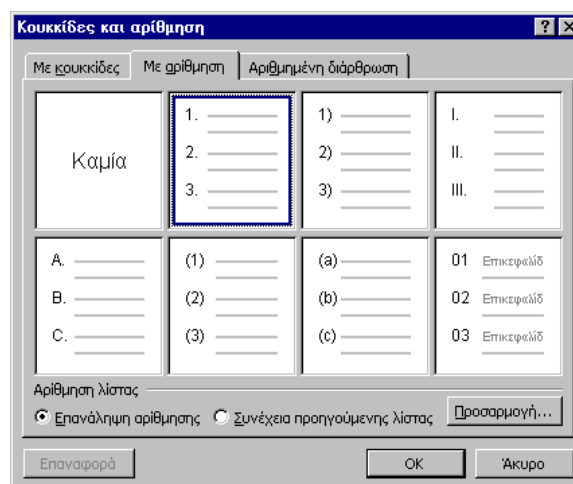 Κουκκίδες και αρίθμηση
Με κουκκίδες Με αρίθμηση Αριθμημένη διάρθρωση
Καμία
1.
2.
3.
1)
2)
3)
I.
II.
III.
A.
B.
C.
(1)
(2)
(3)
(a)
(b)
(c)
01 Επικεφαλίδ
02 Επικεφαλίδ
03 Επικεφαλίδ
Αρίθμηση λίστας
Επανάληψη αρίθμησης Συνέχεια προηγούμενης λίστας Προσαρμογή...
Επαναφορά OK Άκυρο